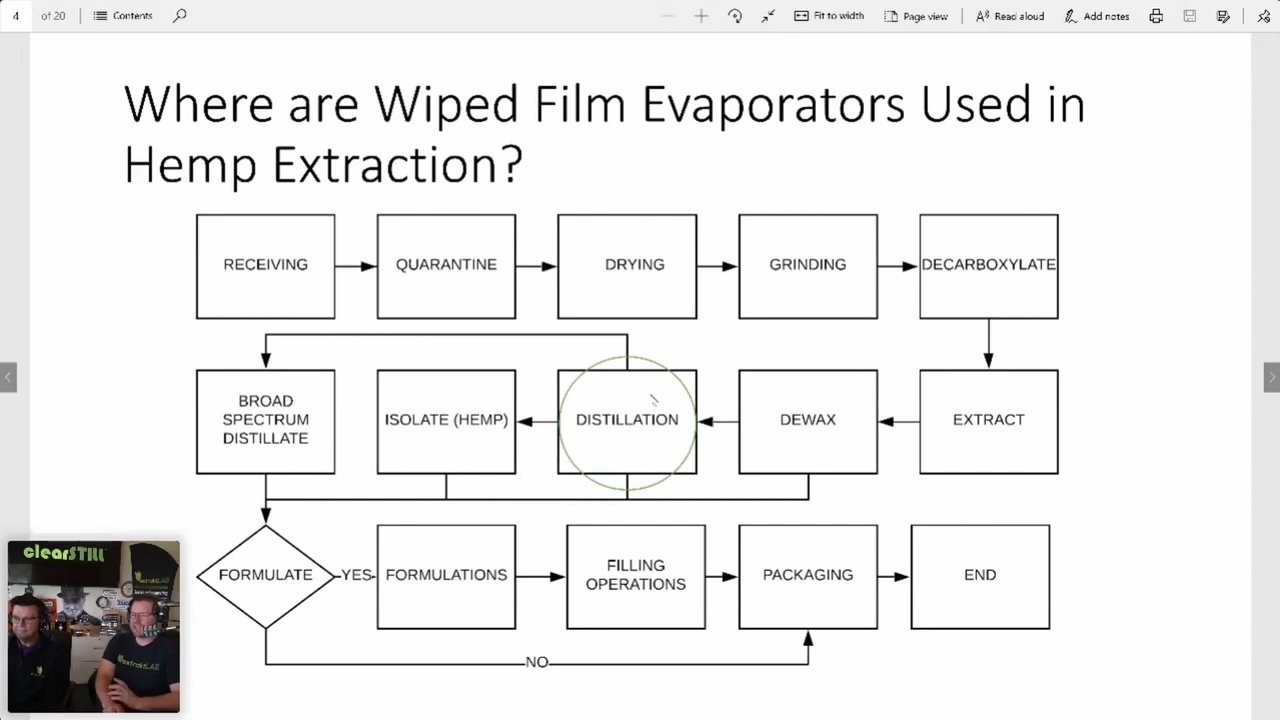 4 of 20 Contents Fit to width Page view Read aloud Add notes
Where are Wiped Film Evaporators Used in
Hemp Extraction?
RECEIVING
QUARANTINE
DRYING
GRINDING
DECARBOXYLATE
BROAD
SPECTRUM
DISTILLATE
ISOLATE (HEMP)
DISTILLATION
DEWAX
EXTRACT
FORMULATE
YES
FORMULATIONS
FILLING
OPERATIONS
PACKAGING
END
NO
clearSTILL
extraktLAB
extraktLAB